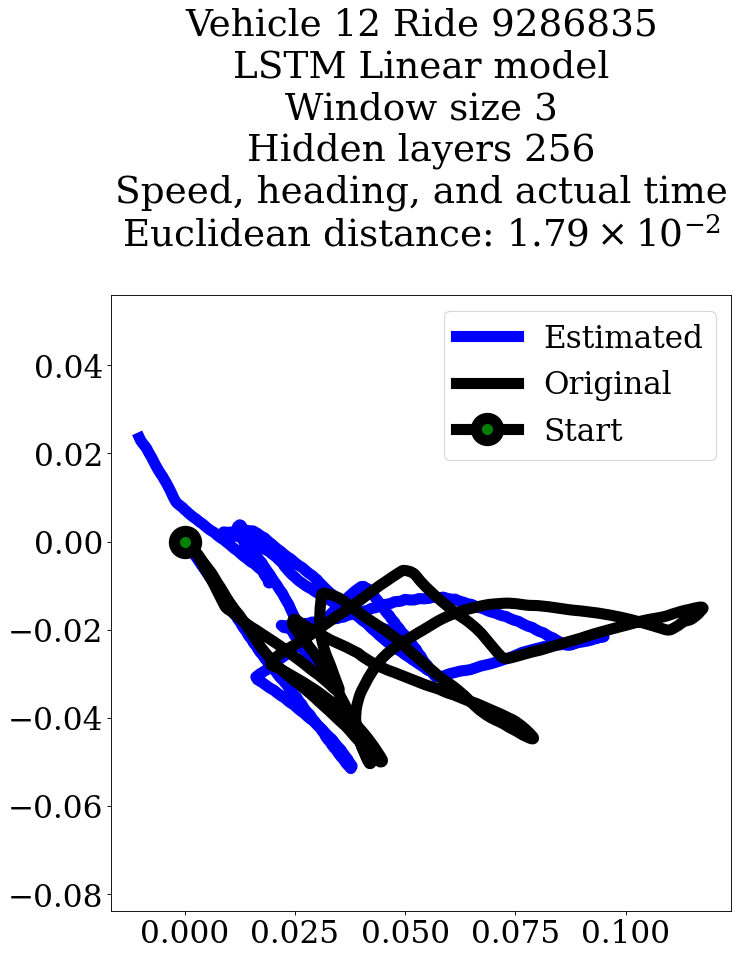 Vehicle 12 Ride 9286835
LSTM Linear model
Window size 3
Hidden layers 256
Speed, heading, and actual time
Euclidean distance: 1.79 × 10⁻²
Estimated
Original
Start
0.04
0.02
0.00
−0.02
−0.04
−0.06
−0.08
0.000 0.025 0.050 0.075 0.100